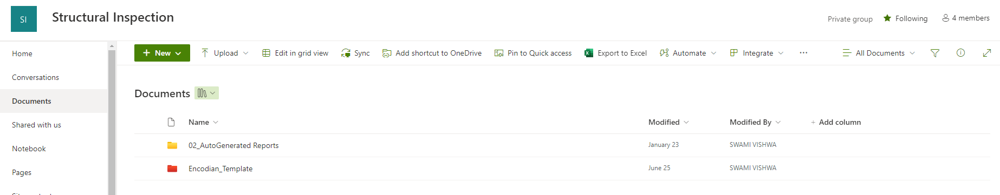 SI
Structural Inspection
Private group
Following
4 members
Home
Conversations
Documents
Shared with us
Notebook
Pages
New
Upload
Edit in grid view
Sync
Add shortcut to OneDrive
Pin to Quick access
Export to Excel
Automate
Integrate
...
All Documents
Documents
Name
Modified
Modified By
+ Add column
02_AutoGenerated Reports
January 23
SWAMI VISHWA
Encodian_Template
June 25
SWAMI VISHWA